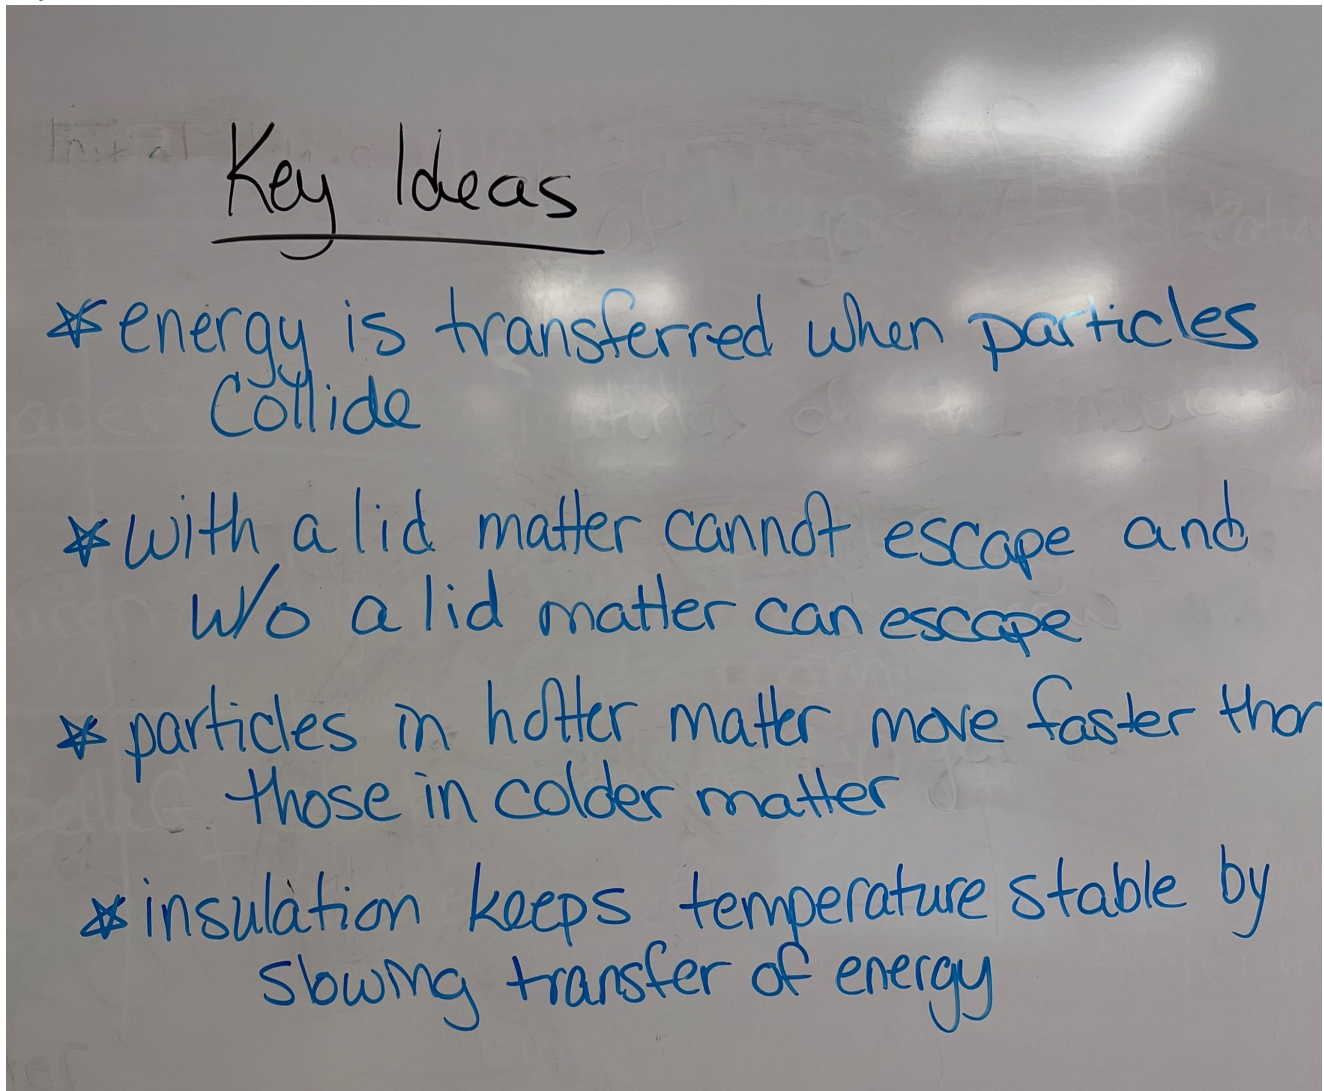 Key Ideas
☆ energy is transferred when particles
collide
☆ with a lid matter cannot escape and
w/o a lid matter can escape
☆ particles in hotter matter move faster than
those in colder matter
☆ insulation keeps temperature stable by
slowing transfer of energy